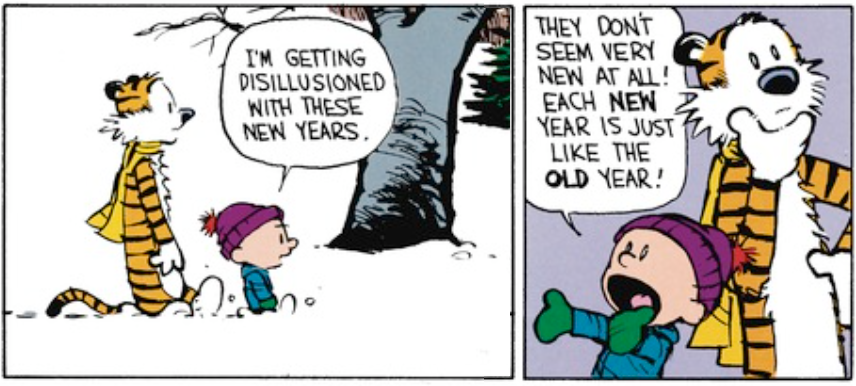 I'M GETTING
DISILLUSIONED
WITH THESE
NEW YEARS.
THEY DON'T
SEEM VERY
NEW AT ALL!
EACH NEW
YEAR IS JUST
LIKE THE
OLD YEAR!